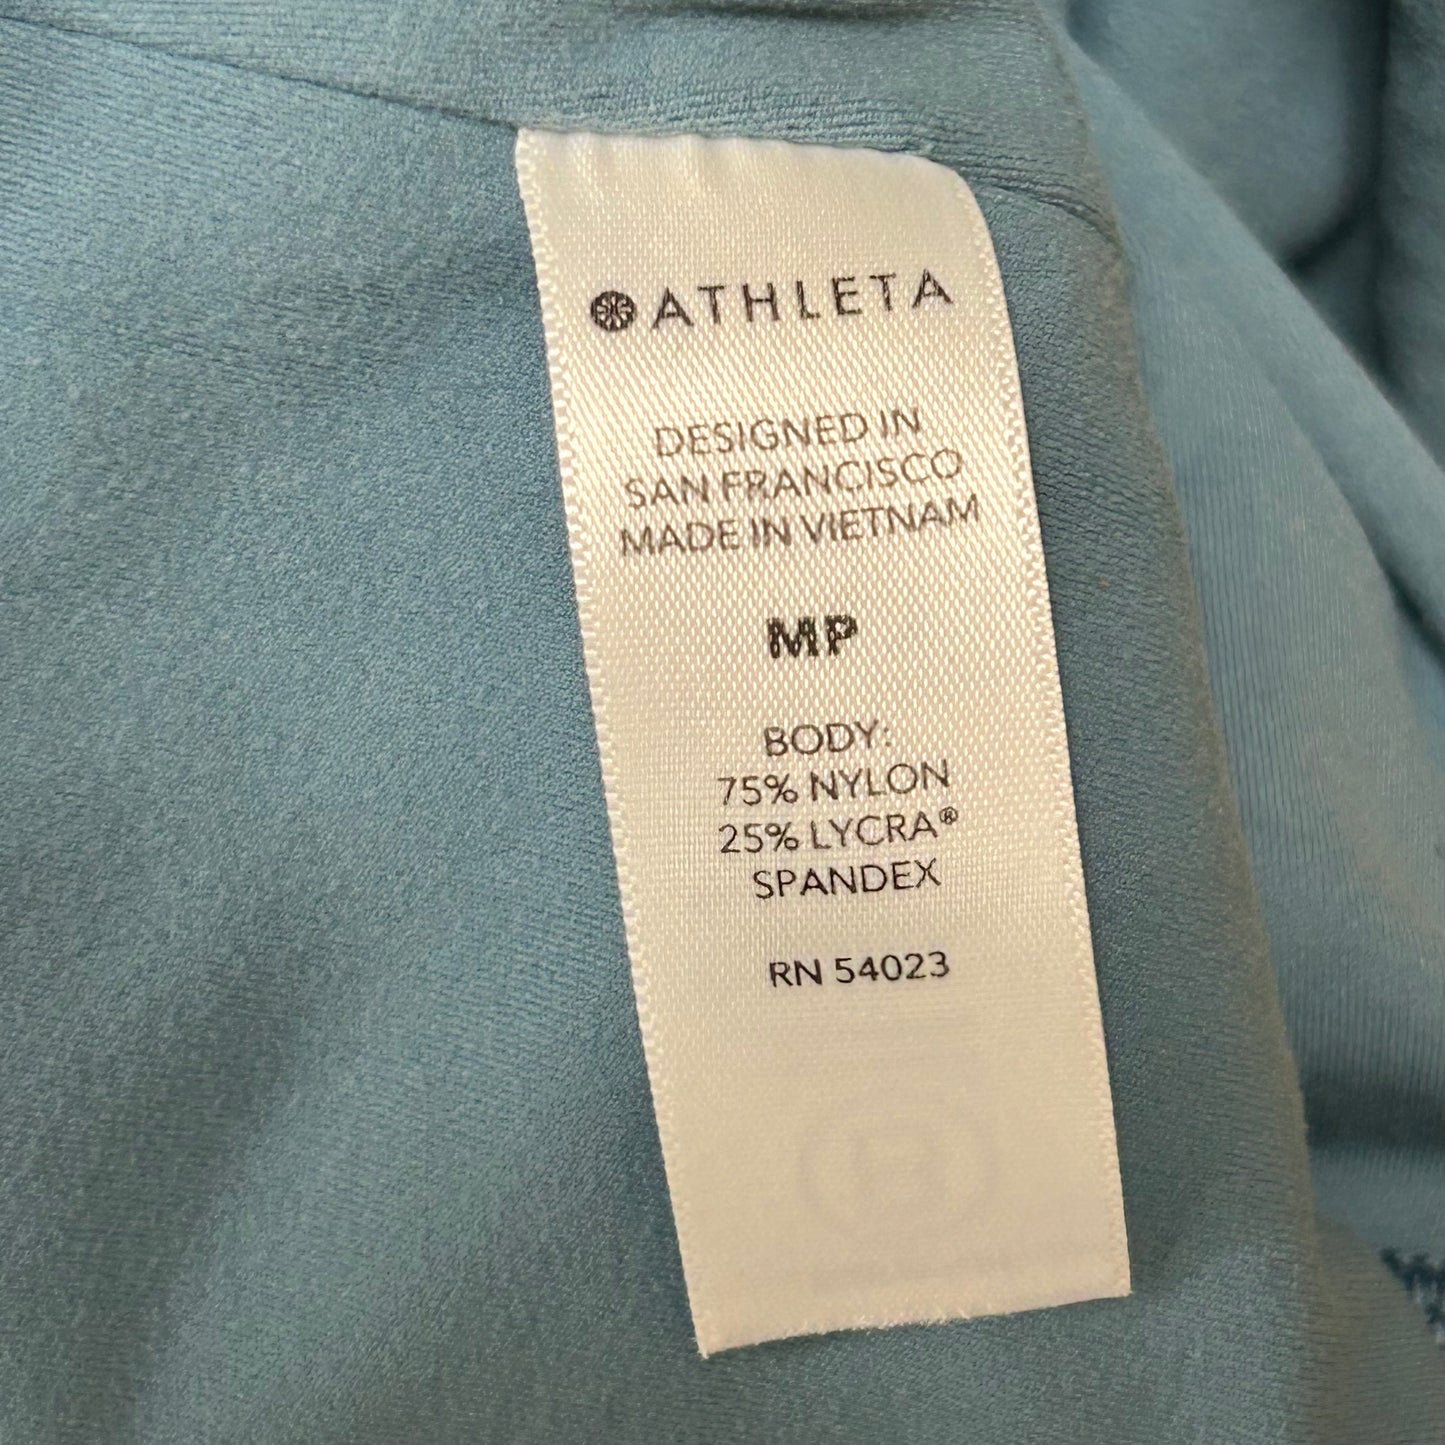 ATHLETA
DESIGNED IN
SAN FRANCISCO
MADE IN VIETNAM
MP
BODY:
75% NYLON
25% LYCRA®
SPANDEX
RN 54023